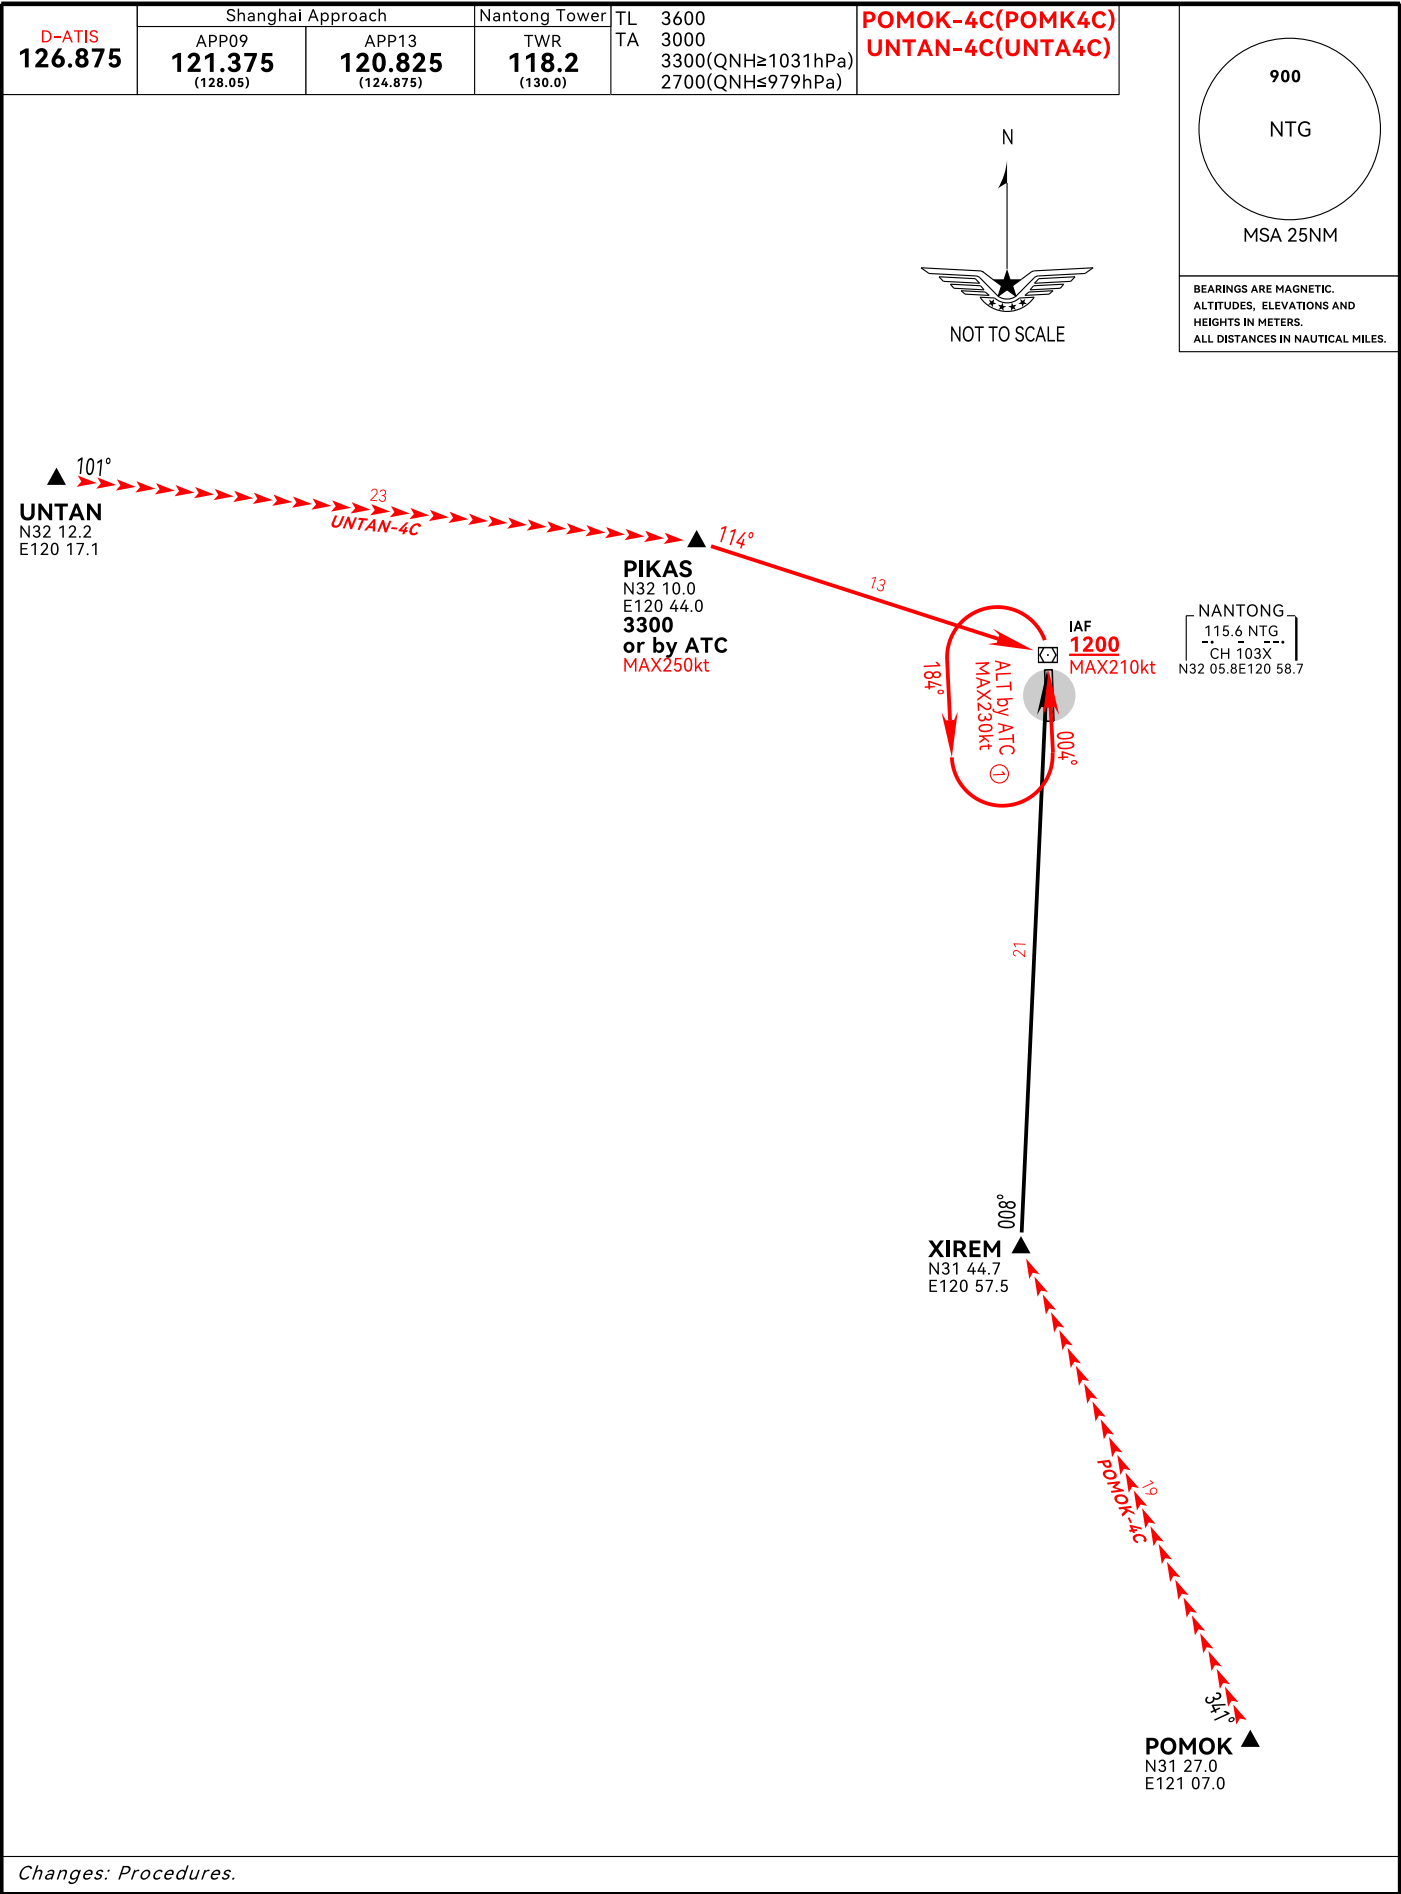 D-ATIS
126.875
Shanghai Approach
APP09
121.375
(128.05)
APP13
120.825
(124.875)
Nantong Tower
TWR
118.2
(130.0)
TL 3600
TA 3000
3300(QNH≥1031hPa)
2700(QNH≤979hPa)
POMOK-4C(POMK4C)
UNTAN-4C(UNTA4C)
900
NTG
MSA 25NM
BEARINGS ARE MAGNETIC.
ALTITUDES, ELEVATIONS AND
HEIGHTS IN METERS.
ALL DISTANCES IN NAUTICAL MILES.
N
NOT TO SCALE
101°
UNTAN
N32 12.2
E120 17.1
23
UNTAN-4C
114°
PIKAS
N32 10.0
E120 44.0
3300
or by ATC
MAX250kt
13
IAF
1200
MAX210kt
NANTONG
115.6 NTG
CH 103X
N32 05.8E120 58.7
184°
ALT by ATC
MAX230kt
①
004°
21
008°
XIREM
N31 44.7
E120 57.5
19
POMOK-4C
341°
POMOK
N31 27.0
E121 07.0
Changes: Procedures.